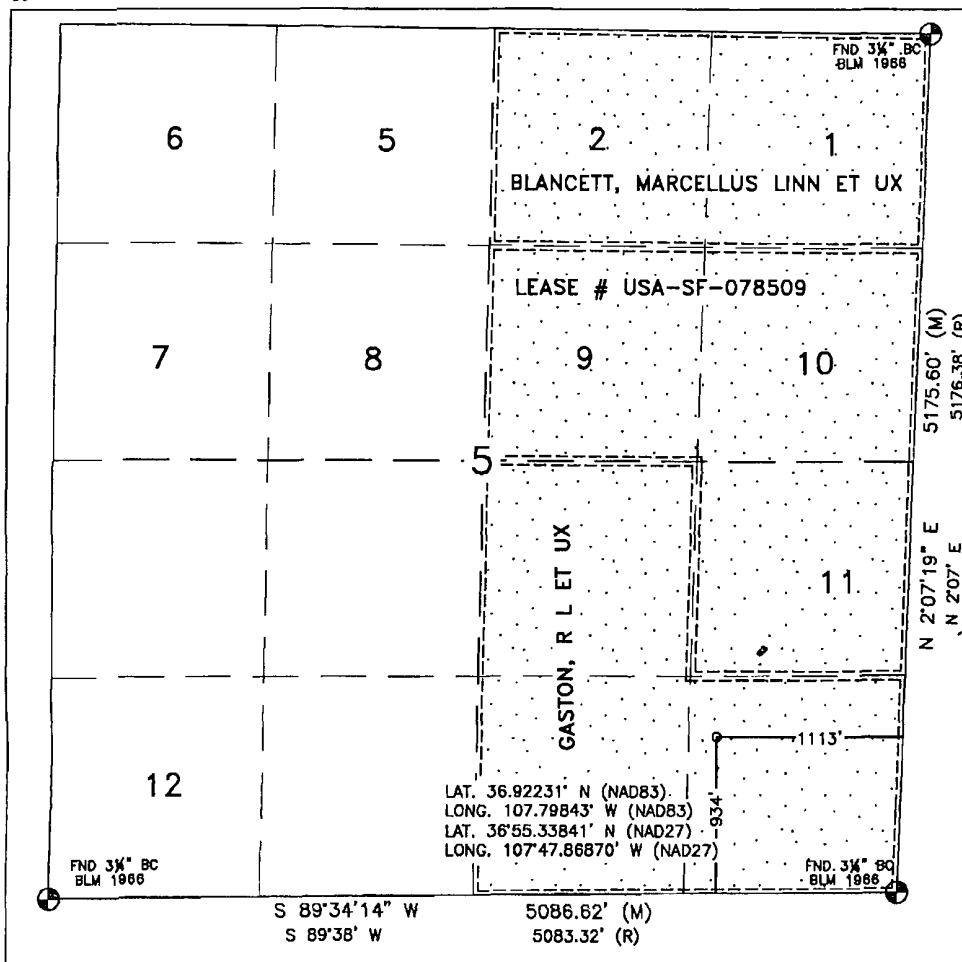 FND 3¼" BC
BLM 1966
6
5
2
1
BLANCETT, MARCELLUS LINN ET UX
LEASE # USA-SF-078509
7
8
9
10
5175.60' (M)
5176.38' (R)
5
GASTON, R L ET UX
11
N 2°07'19" E
N 2°07' E
1113'
934'
12
LAT. 36.92231° N (NAD83)
LONG. 107.79843° W (NAD83)
LAT. 36°55.33841' N (NAD27)
LONG. 107°47.86870' W (NAD27)
FND 3¼" BC
BLM 1966
FND. 3¼" BC
BLM 1966
S 89°34'14" W 5086.62' (M)
S 89°38' W 5083.32' (R)